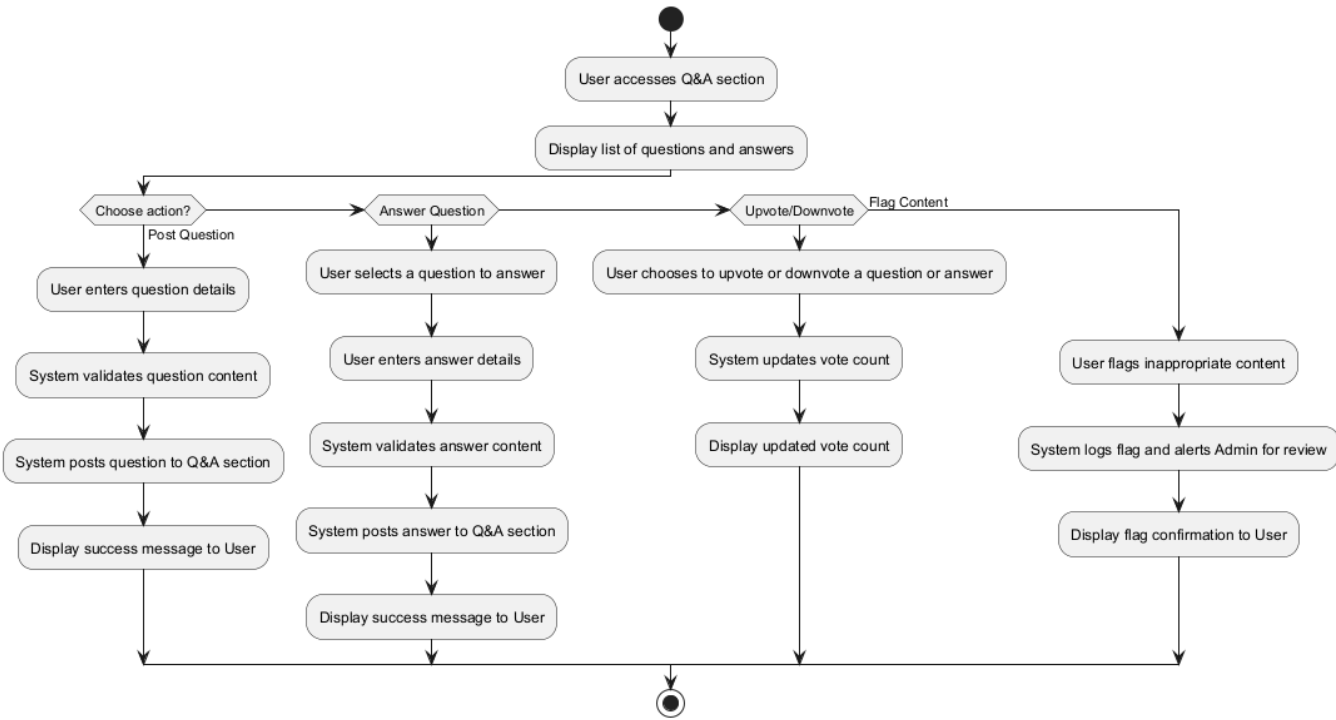 User accesses Q&A section
Display list of questions and answers
Choose action?
Answer Question
Upvote/Downvote
Flag Content
Post Question
User enters question details
System validates question content
System posts question to Q&A section
Display success message to User
User selects a question to answer
User enters answer details
System validates answer content
System posts answer to Q&A section
Display success message to User
User chooses to upvote or downvote a question or answer
System updates vote count
Display updated vote count
User flags inappropriate content
System logs flag and alerts Admin for review
Display flag confirmation to User